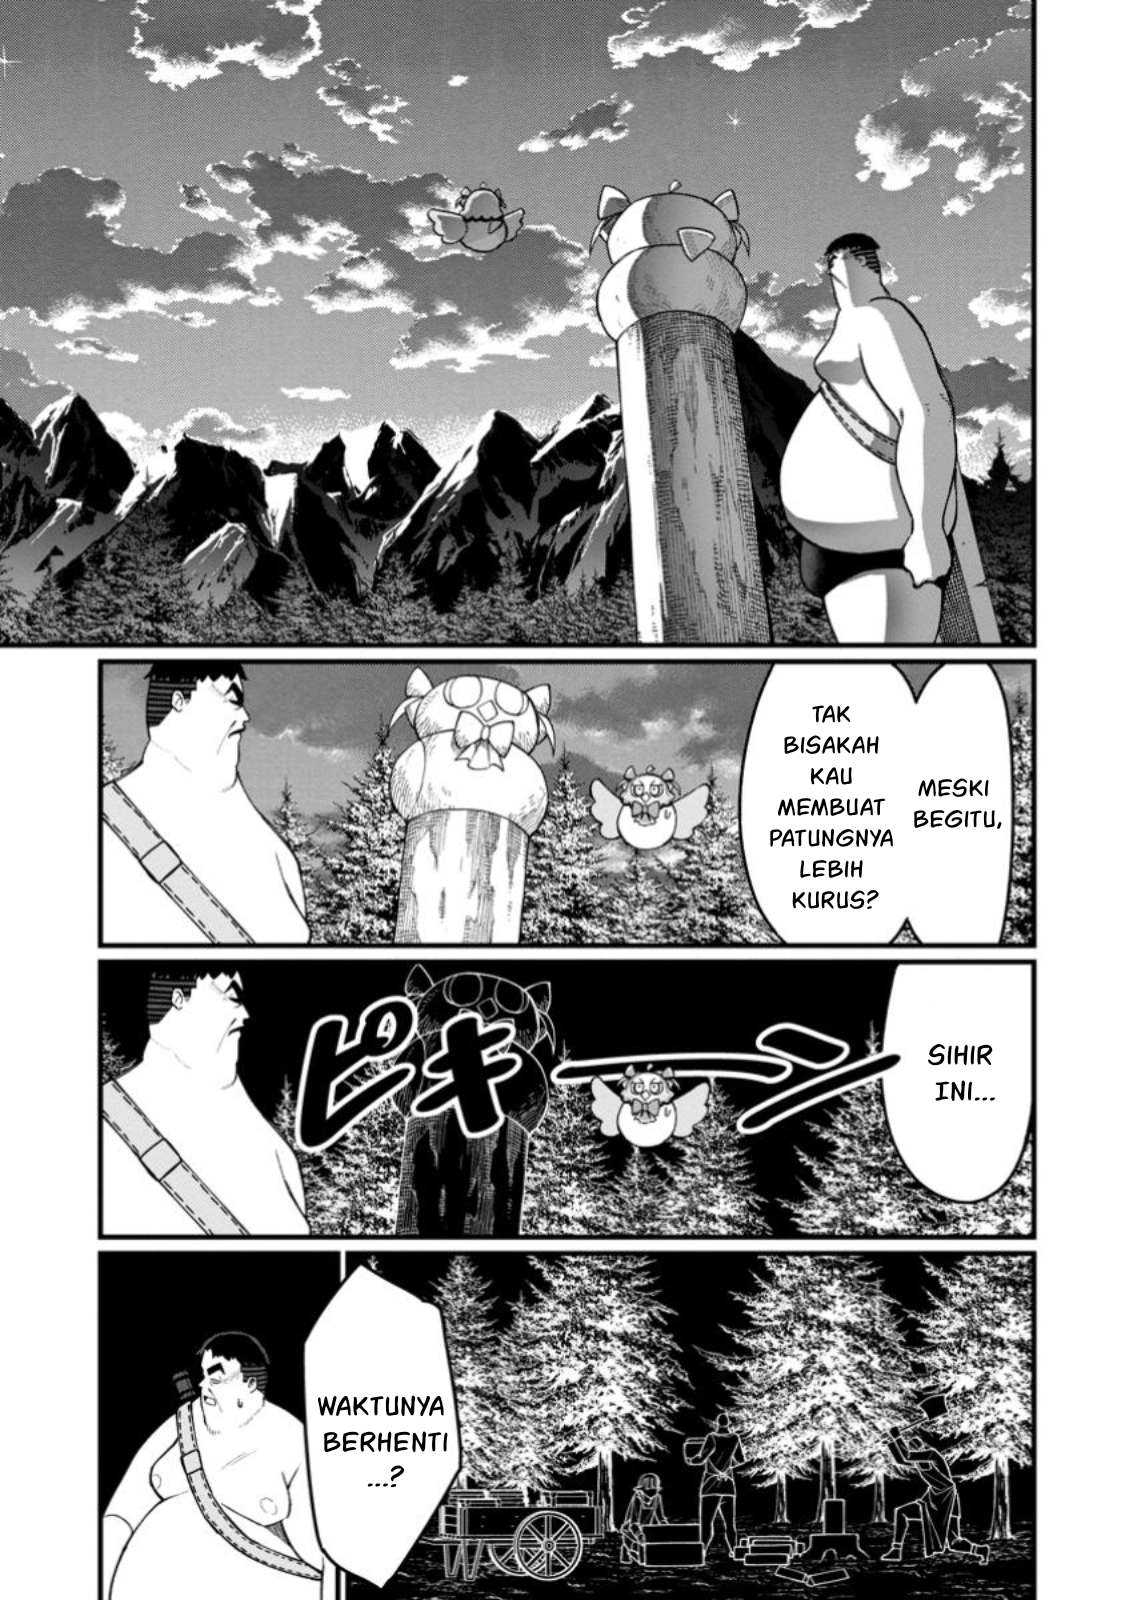 MESKI
BEGITU,
TAK
BISAKAH
KAU
MEMBUAT
PATUNGNYA
LEBIH
KURUS?
SIHIR
INI...
ピキーン
WAKTUNYA
BERHENTI
...?